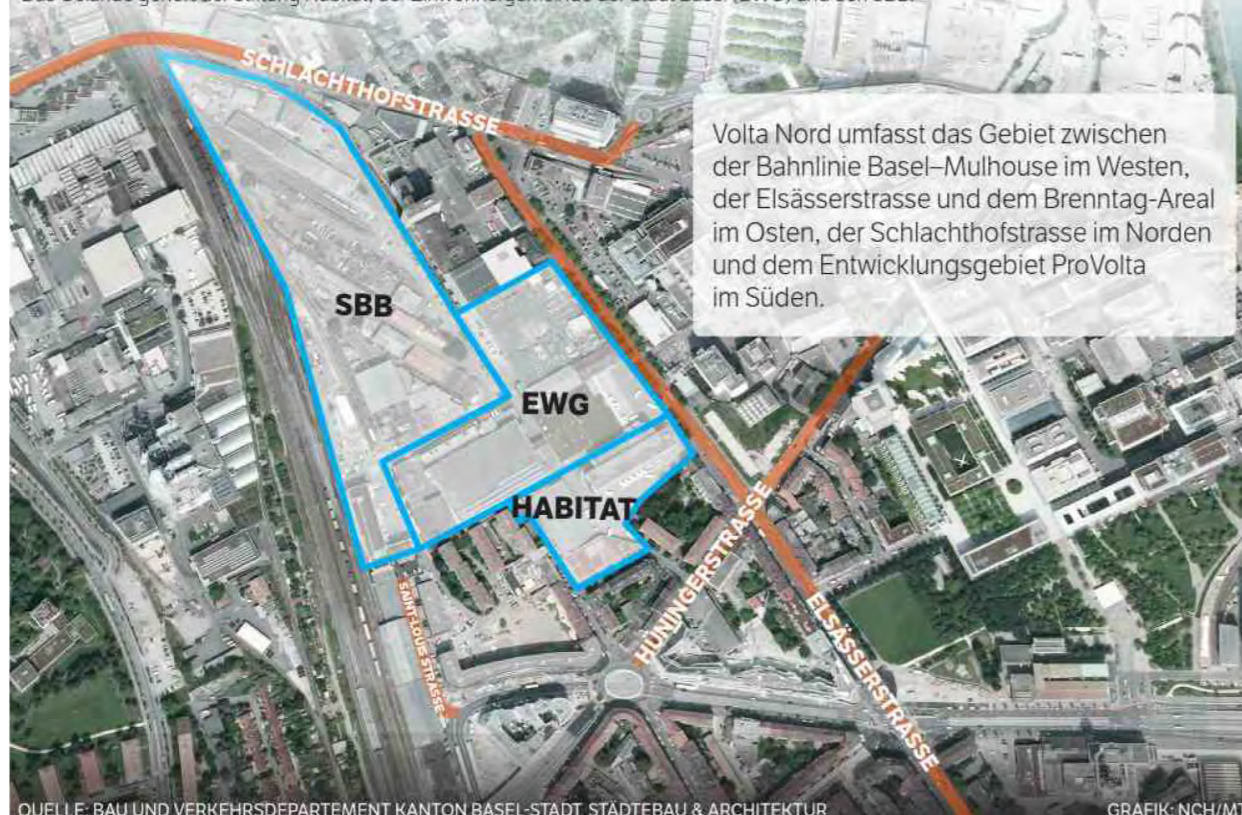 SCHLACHTHOFSTRASSE
Volta Nord umfasst das Gebiet zwischen
der Bahnlinie Basel–Mulhouse im Westen,
der Elsässerstrasse und dem Brenntag-Areal
im Osten, der Schlachthofstrasse im Norden
und dem Entwicklungsgebiet ProVolta
im Süden.
SBB
EWG
HABITAT
HÜNINGERSTRASSE
SAINT-LOUIS STRASSE
ELSÄSSERSTRASSE
QUELLE: BAU UND VERKEHRSDEPARTEMENT KANTON BASEL-STADT, STÄDTEBAU & ARCHITEKTUR
GRAFIK: NCH/MT